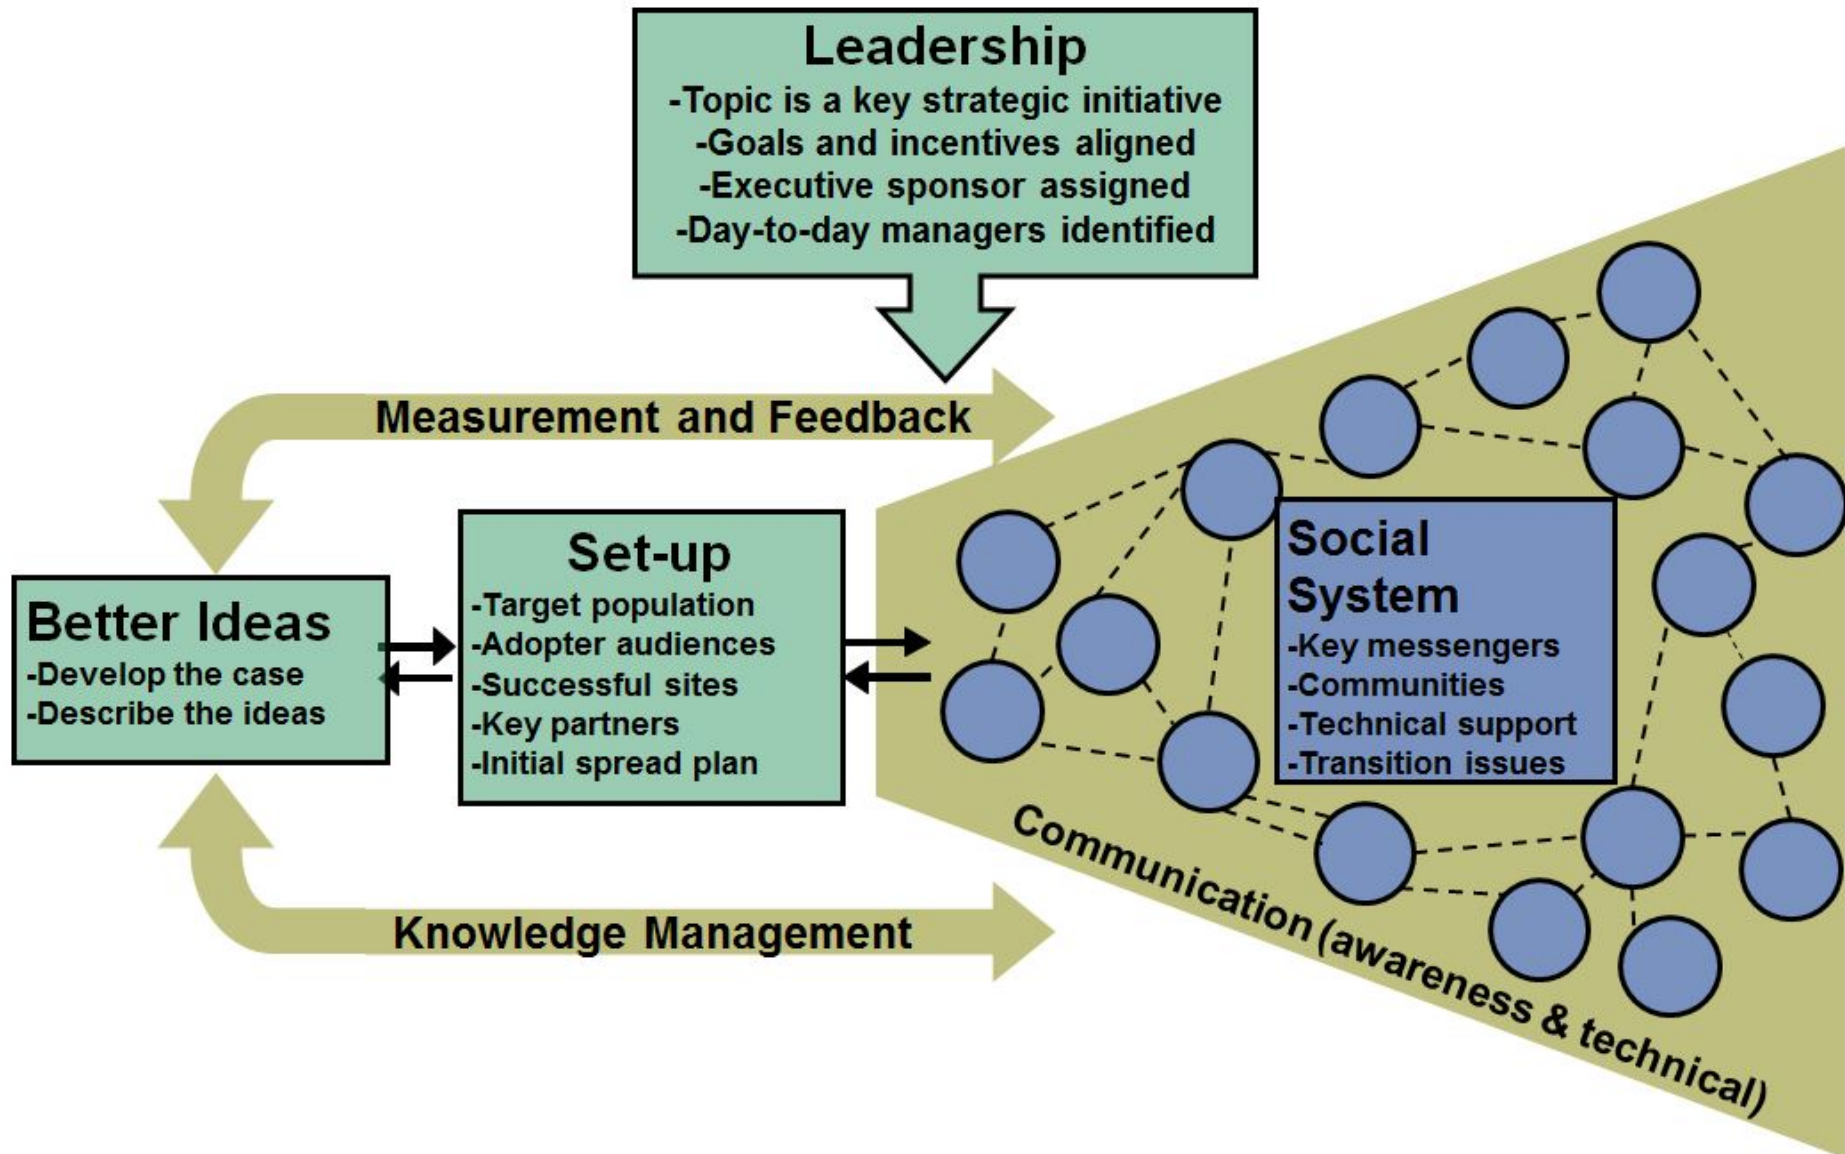 Leadership
-Topic is a key strategic initiative
-Goals and incentives aligned
-Executive sponsor assigned
-Day-to-day managers identified
Measurement and Feedback
Better Ideas
-Develop the case
-Describe the ideas
Set-up
-Target population
-Adopter audiences
-Successful sites
-Key partners
-Initial spread plan
Social
System
-Key messengers
-Communities
-Technical support
-Transition issues
Knowledge Management
Communication (awareness & technical)